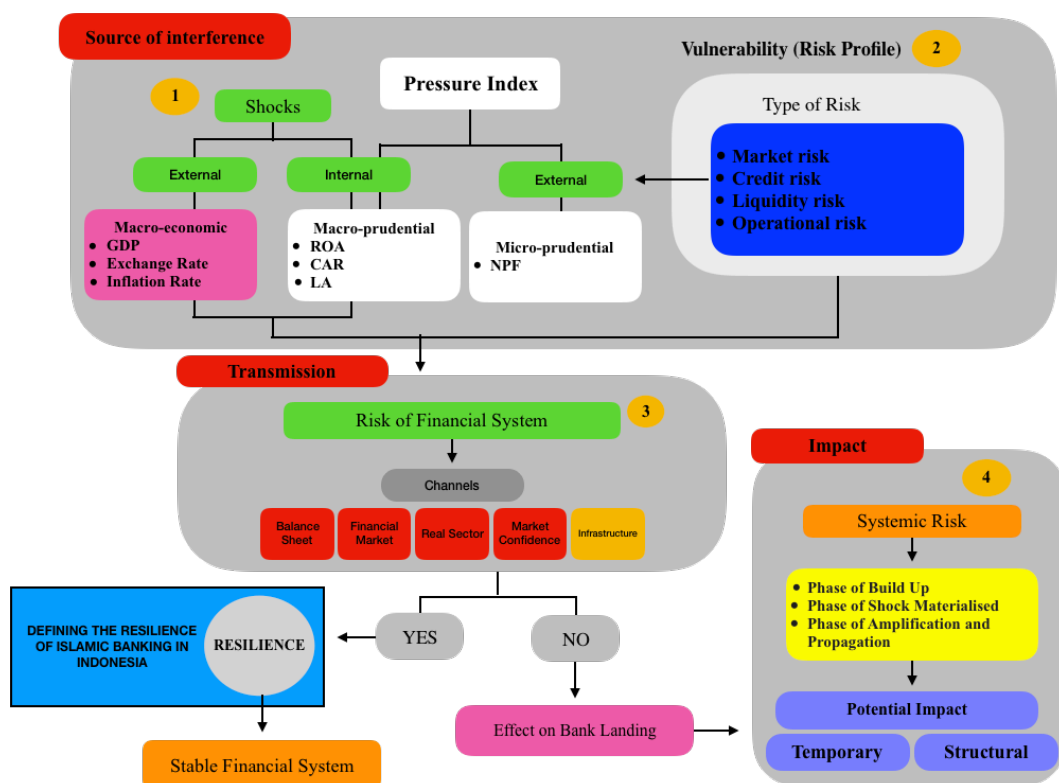 Source of interference
Vulnerability (Risk Profile)
2
1
Pressure Index
Shocks
Type of Risk
• Market risk
• Credit risk
• Liquidity risk
• Operational risk
External
Internal
External
Macro-economic
• GDP
• Exchange Rate
• Inflation Rate
Macro-prudential
• ROA
• CAR
• LA
Micro-prudential
• NPF
Transmission
3
Risk of Financial System
Channels
Balance
Sheet
Financial
Market
Real Sector
Market
Confidence
Infrastructure
Impact
4
Systemic Risk
• Phase of Build Up
• Phase of Shock Materialised
• Phase of Amplification and
Propagation
Potential Impact
Temporary
Structural
YES
NO
DEFINING THE RESILIENCE
OF ISLAMIC BANKING IN
INDONESIA
RESILIENCE
Effect on Bank Landing
Stable Financial System